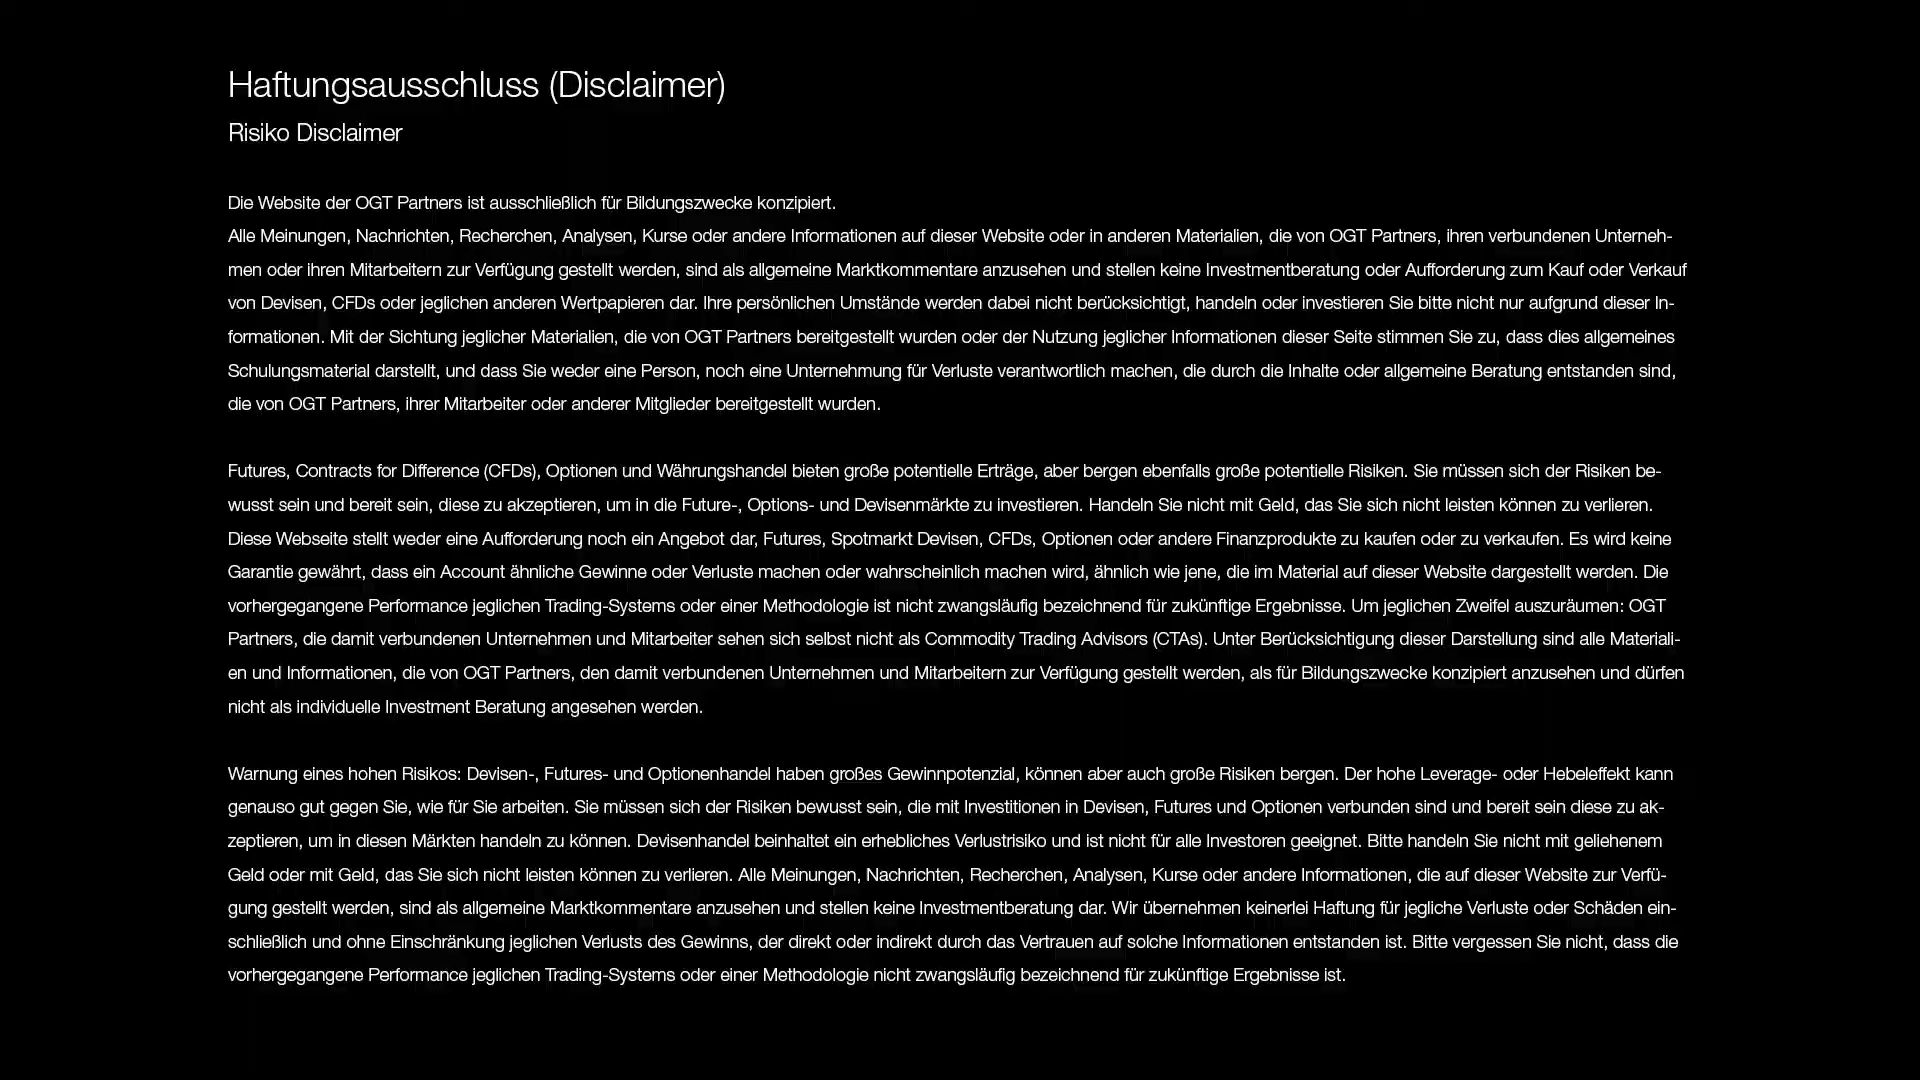 Haftungsausschluss (Disclaimer)
Risiko Disclaimer
Die Website der OGT Partners ist ausschließlich für Bildungszwecke konzipiert.
Alle Meinungen, Nachrichten, Recherchen, Analysen, Kurse oder andere Informationen auf dieser Website oder in anderen Materialien, die von OGT Partners, ihren verbundenen Unterneh-
men oder ihren Mitarbeitern zur Verfügung gestellt werden, sind als allgemeine Marktkommentare anzusehen und stellen keine Investmentberatung oder Aufforderung zum Kauf oder Verkauf
von Devisen, CFDs oder jeglichen anderen Wertpapieren dar. Ihre persönlichen Umstände werden dabei nicht berücksichtigt, handeln oder investieren Sie bitte nicht nur aufgrund dieser In-
formationen. Mit der Sichtung jeglicher Materialien, die von OGT Partners bereitgestellt wurden oder der Nutzung jeglicher Informationen dieser Seite stimmen Sie zu, dass dies allgemeines
Schulungsmaterial darstellt, und dass Sie weder eine Person, noch eine Unternehmung für Verluste verantwortlich machen, die durch die Inhalte oder allgemeine Beratung entstanden sind,
die von OGT Partners, ihrer Mitarbeiter oder anderer Mitglieder bereitgestellt wurden.
Futures, Contracts for Difference (CFDs), Optionen und Währungshandel bieten große potentielle Erträge, aber bergen ebenfalls große potentielle Risiken. Sie müssen sich der Risiken be-
wusst sein und bereit sein, diese zu akzeptieren, um in die Future-, Options- und Devisenmärkte zu investieren. Handeln Sie nicht mit Geld, das Sie sich nicht leisten können zu verlieren.
Diese Webseite stellt weder eine Aufforderung noch ein Angebot dar, Futures, Spotmarkt Devisen, CFDs, Optionen oder andere Finanzprodukte zu kaufen oder zu verkaufen. Es wird keine
Garantie gewährt, dass ein Account ähnliche Gewinne oder Verluste machen oder wahrscheinlich machen wird, ähnlich wie jene, die im Material auf dieser Website dargestellt werden. Die
vorhergegangene Performance jeglichen Trading-Systems oder einer Methodologie ist nicht zwangsläufig bezeichnend für zukünftige Ergebnisse. Um jeglichen Zweifel auszuräumen: OGT
Partners, die damit verbundenen Unternehmen und Mitarbeiter sehen sich selbst nicht als Commodity Trading Advisors (CTAs). Unter Berücksichtigung dieser Darstellung sind alle Materiali-
en und Informationen, die von OGT Partners, den damit verbundenen Unternehmen und Mitarbeitern zur Verfügung gestellt werden, als für Bildungszwecke konzipiert anzusehen und dürfen
nicht als individuelle Investment Beratung angesehen werden.
Warnung eines hohen Risikos: Devisen-, Futures- und Optionenhandel haben großes Gewinnpotenzial, können aber auch große Risiken bergen. Der hohe Leverage- oder Hebeleffekt kann
genauso gut gegen Sie, wie für Sie arbeiten. Sie müssen sich der Risiken bewusst sein, die mit Investitionen in Devisen, Futures und Optionen verbunden sind und bereit sein diese zu ak-
zeptieren, um in diesen Märkten handeln zu können. Devisenhandel beinhaltet ein erhebliches Verlustrisiko und ist nicht für alle Investoren geeignet. Bitte handeln Sie nicht mit geliehenem
Geld oder mit Geld, das Sie sich nicht leisten können zu verlieren. Alle Meinungen, Nachrichten, Recherchen, Analysen, Kurse oder andere Informationen, die auf dieser Website zur Verfü-
gung gestellt werden, sind als allgemeine Marktkommentare anzusehen und stellen keine Investmentberatung dar. Wir übernehmen keinerlei Haftung für jegliche Verluste oder Schäden ein-
schließlich und ohne Einschränkung jeglichen Verlusts des Gewinns, der direkt oder indirekt durch das Vertrauen auf solche Informationen entstanden ist. Bitte vergessen Sie nicht, dass die
vorhergegangene Performance jeglichen Trading-Systems oder einer Methodologie nicht zwangsläufig bezeichnend für zukünftige Ergebnisse ist.